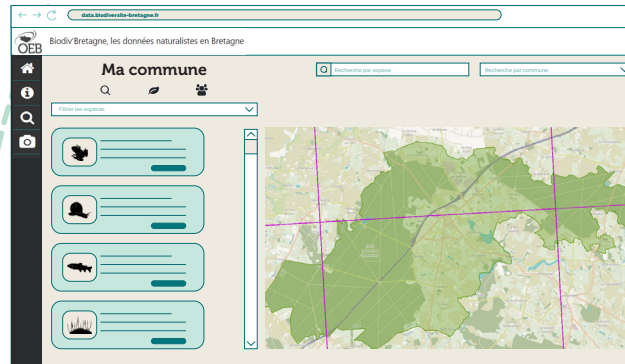 data.biodiversite-bretagne.fr
OEB
Biodiv'Bretagne, les données naturalistes en Bretagne
Ma commune
Recherche par espèce
Recherche par commune
Filtrer les espèces